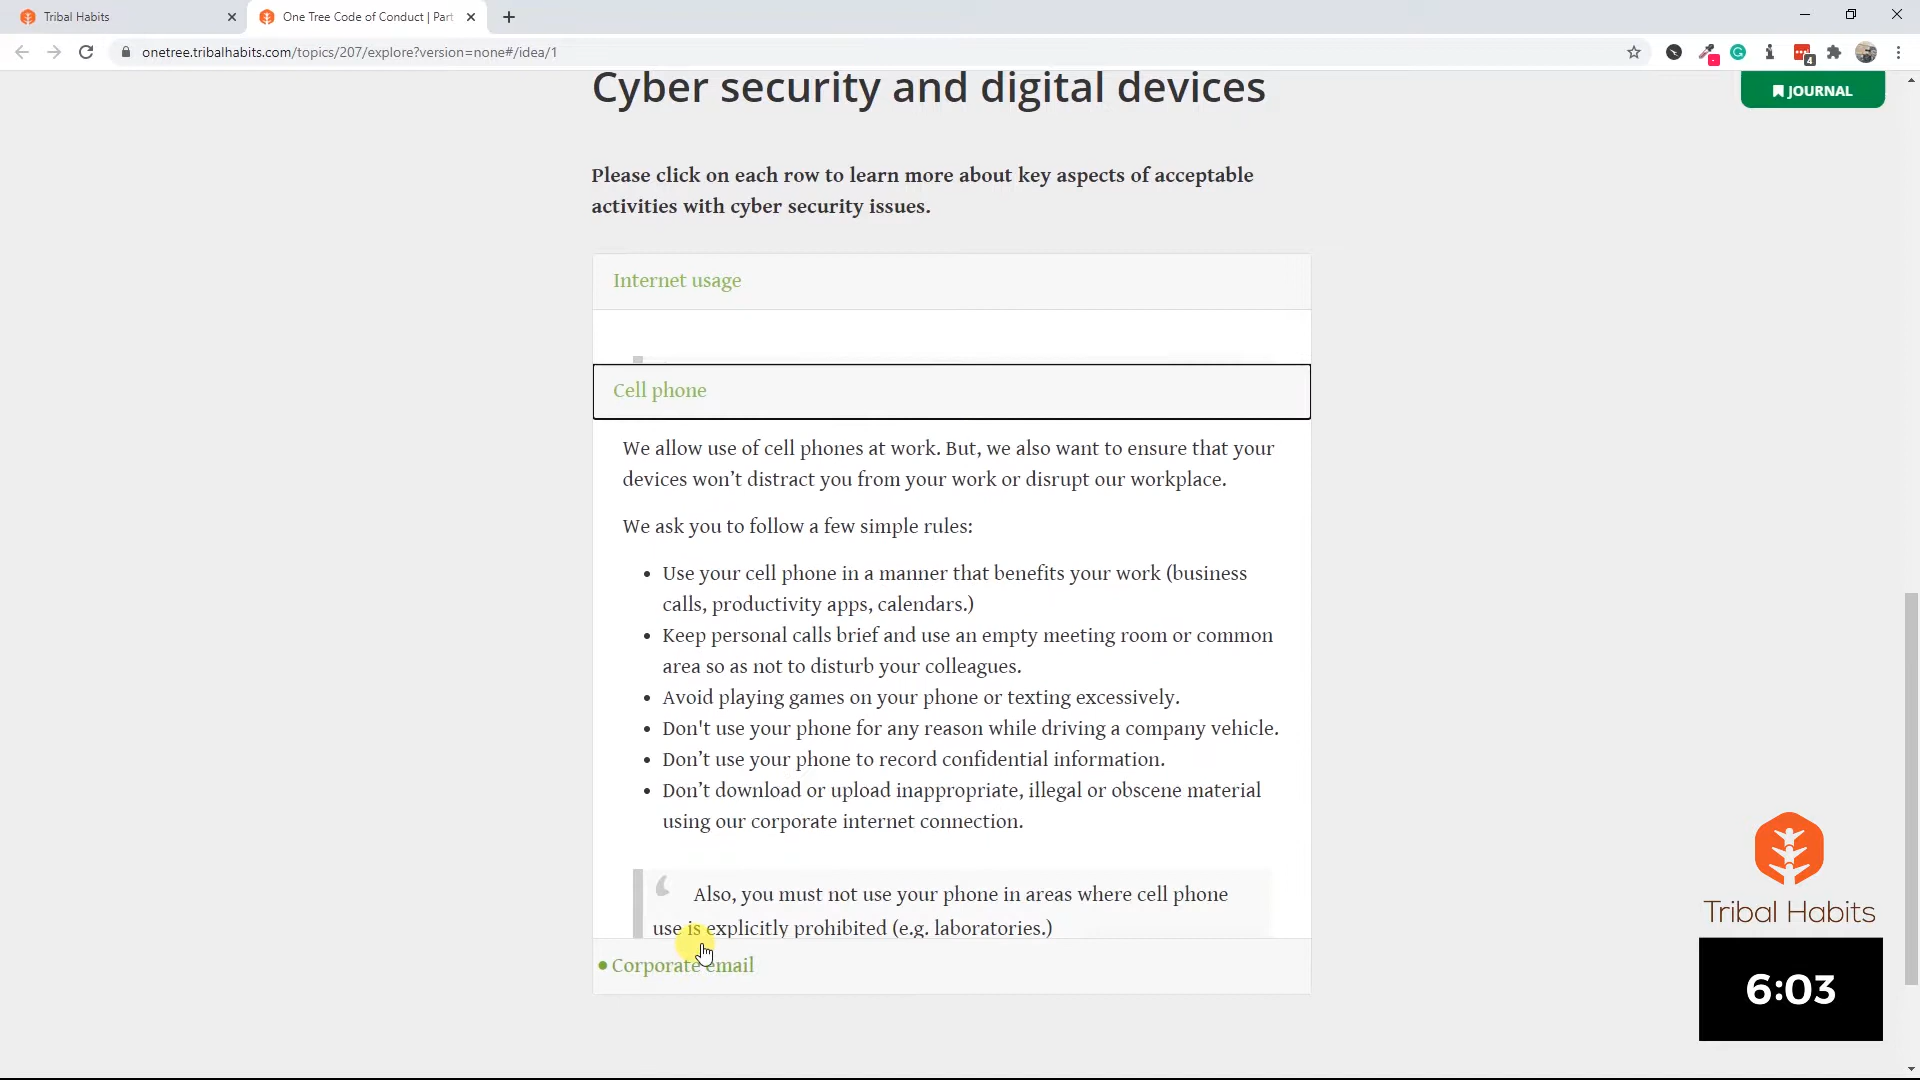 Tribal Habits
One Tree Code of Conduct | Part
onetree.tribalhabits.com/topics/207/explore?version=none#/idea/1
4
Cyber security and digital devices
JOURNAL
Please click on each row to learn more about key aspects of acceptable
activities with cyber security issues.
Internet usage
Cell phone
We allow use of cell phones at work. But, we also want to ensure that your
devices won’t distract you from your work or disrupt our workplace.
We ask you to follow a few simple rules:
• Use your cell phone in a manner that benefits your work (business
calls, productivity apps, calendars.)
• Keep personal calls brief and use an empty meeting room or common
area so as not to disturb your colleagues.
• Avoid playing games on your phone or texting excessively.
• Don't use your phone for any reason while driving a company vehicle.
• Don’t use your phone to record confidential information.
• Don’t download or upload inappropriate, illegal or obscene material
using our corporate internet connection.
Also, you must not use your phone in areas where cell phone
use is explicitly prohibited (e.g. laboratories.)
Corporate email
Tribal Habits
6:03